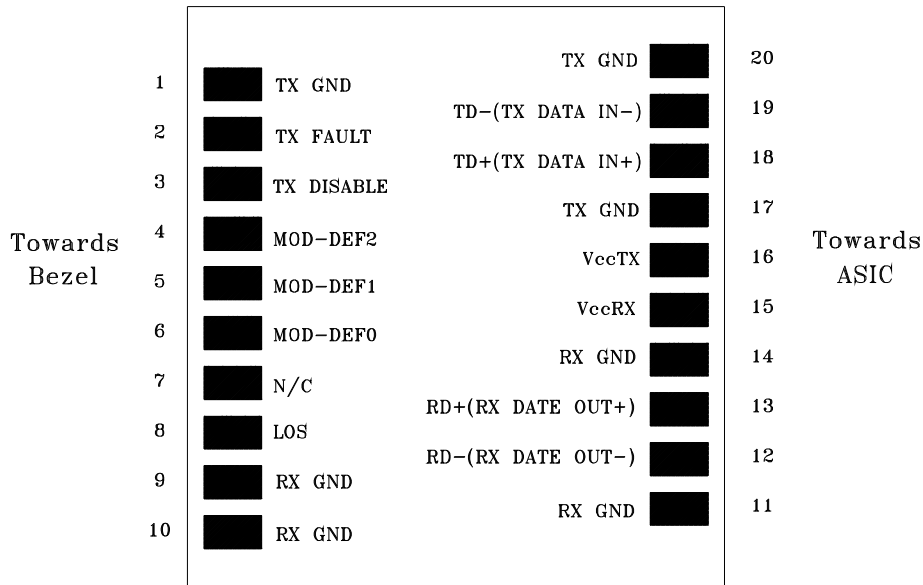 Towards
Bezel
1 TX GND
2 TX FAULT
3 TX DISABLE
4 MOD-DEF2
5 MOD-DEF1
6 MOD-DEF0
7 N/C
8 LOS
9 RX GND
10 RX GND
TX GND 20
TD-(TX DATA IN-) 19
TD+(TX DATA IN+) 18
TX GND 17
VccTX 16
VccRX 15
RX GND 14
RD+(RX DATE OUT+) 13
RD-(RX DATE OUT-) 12
RX GND 11
Towards
ASIC